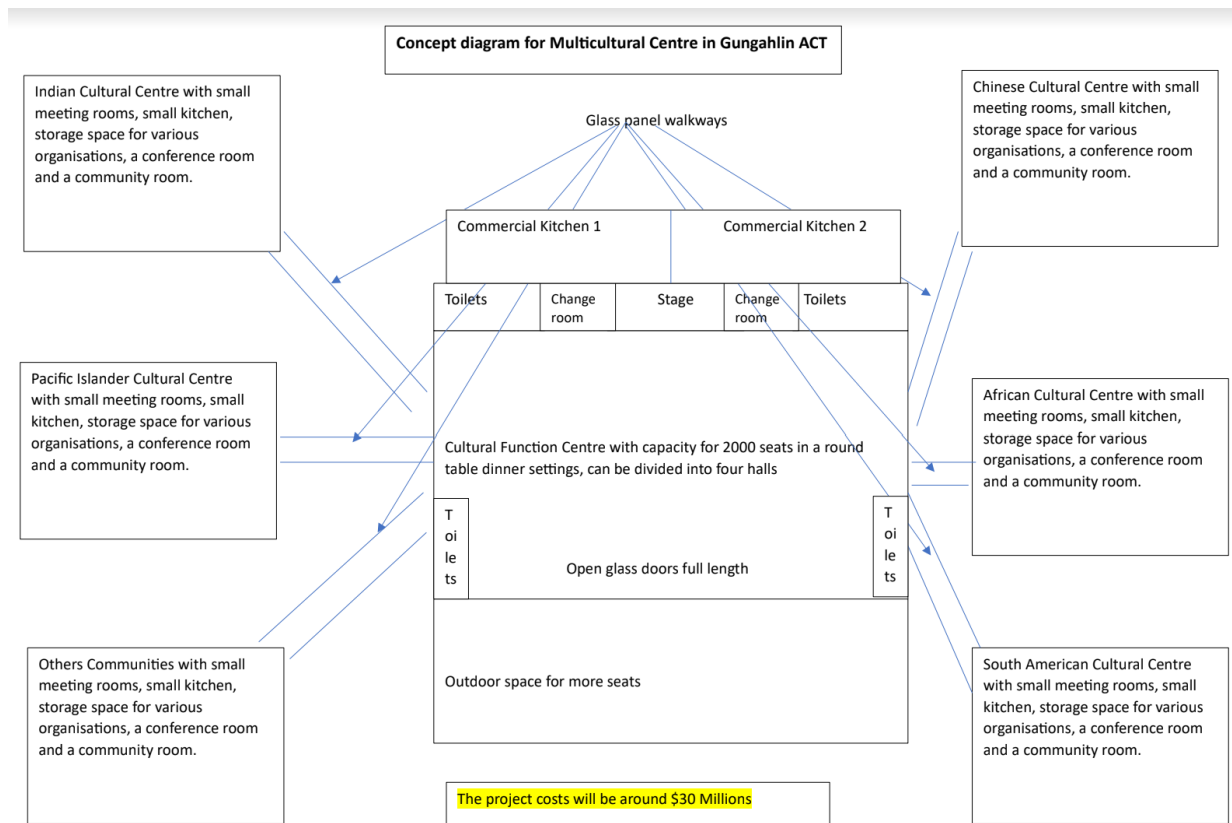 Concept diagram for Multicultural Centre in Gungahlin ACT
Indian Cultural Centre with small
meeting rooms, small kitchen,
storage space for various
organisations, a conference room
and a community room.
Glass panel walkways
Chinese Cultural Centre with small
meeting rooms, small kitchen,
storage space for various
organisations, a conference room
and a community room.
Commercial Kitchen 1
Commercial Kitchen 2
Toilets
Change
room
Stage
Change
room
Toilets
Pacific Islander Cultural Centre
with small meeting rooms, small
kitchen, storage space for various
organisations, a conference room
and a community room.
Cultural Function Centre with capacity for 2000 seats in a round
table dinner settings, can be divided into four halls
African Cultural Centre with small
meeting rooms, small kitchen,
storage space for various
organisations, a conference room
and a community room.
T
oi
le
ts
Open glass doors full length
T
oi
le
ts
Others Communities with small
meeting rooms, small kitchen,
storage space for various
organisations, a conference room
and a community room.
Outdoor space for more seats
South American Cultural Centre
with small meeting rooms, small
kitchen, storage space for various
organisations, a conference room
and a community room.
The project costs will be around $30 Millions